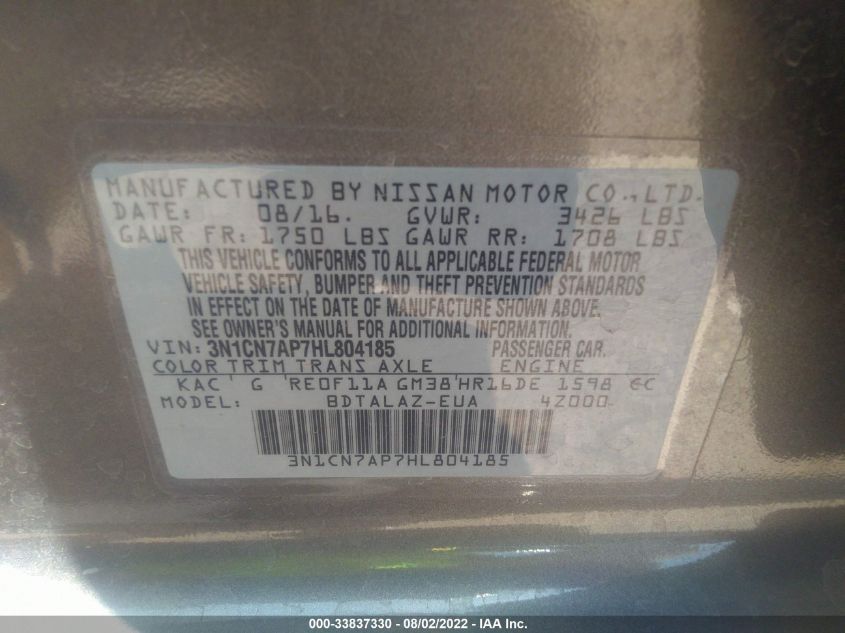 MANUFACTURED BY NISSAN MOTOR CO., LTD.
DATE: 08/16. GVWR: 3426 LBS
GAWR FR: 1750 LBS GAWR RR: 1708 LBS
THIS VEHICLE CONFORMS TO ALL APPLICABLE FEDERAL MOTOR
VEHICLE SAFETY, BUMPER AND THEFT PREVENTION STANDARDS
IN EFFECT ON THE DATE OF MANUFACTURE SHOWN ABOVE.
SEE OWNER'S MANUAL FOR ADDITIONAL INFORMATION.
VIN: 3N1CN7AP7HL804185 PASSENGER CAR.
COLOR TRIM TRANS AXLE ENGINE
KAC G RE0F11A GM38 HR16DE 1598 CC
MODEL: BDTALAZ-EUA 4Z000
3N1CN7AP7HL804185
000-33837330 - 08/02/2022 - IAA Inc.